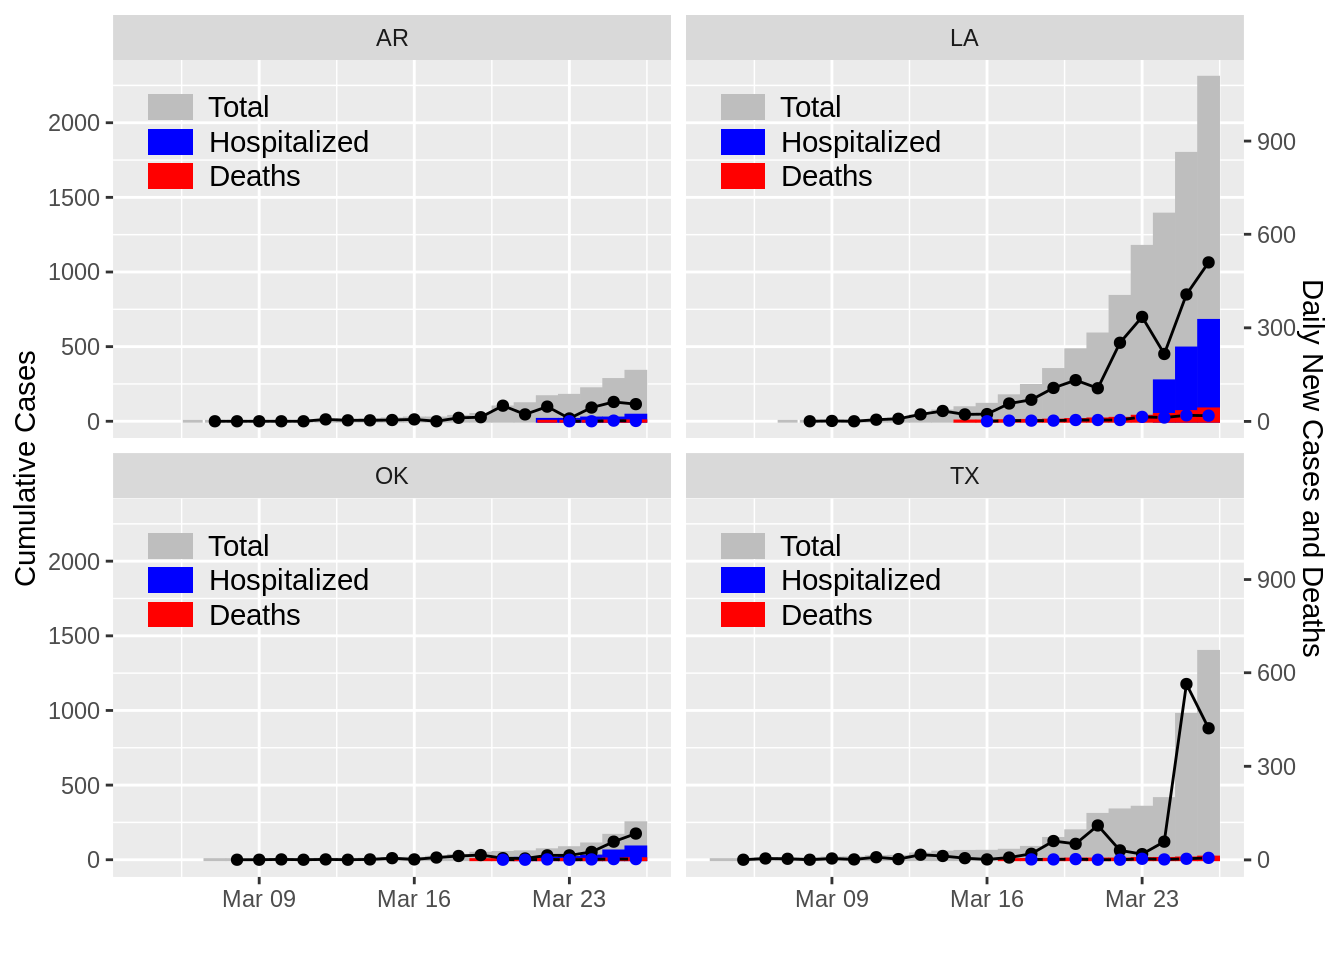 AR
LA
Total
Hospitalized
Deaths
Total
Hospitalized
Deaths
2000
1500
1000
500
0
900
600
300
0
Cumulative Cases
Daily New Cases and Deaths
OK
TX
Total
Hospitalized
Deaths
Total
Hospitalized
Deaths
2000
1500
1000
500
0
900
600
300
0
Mar 09
Mar 16
Mar 23
Mar 09
Mar 16
Mar 23